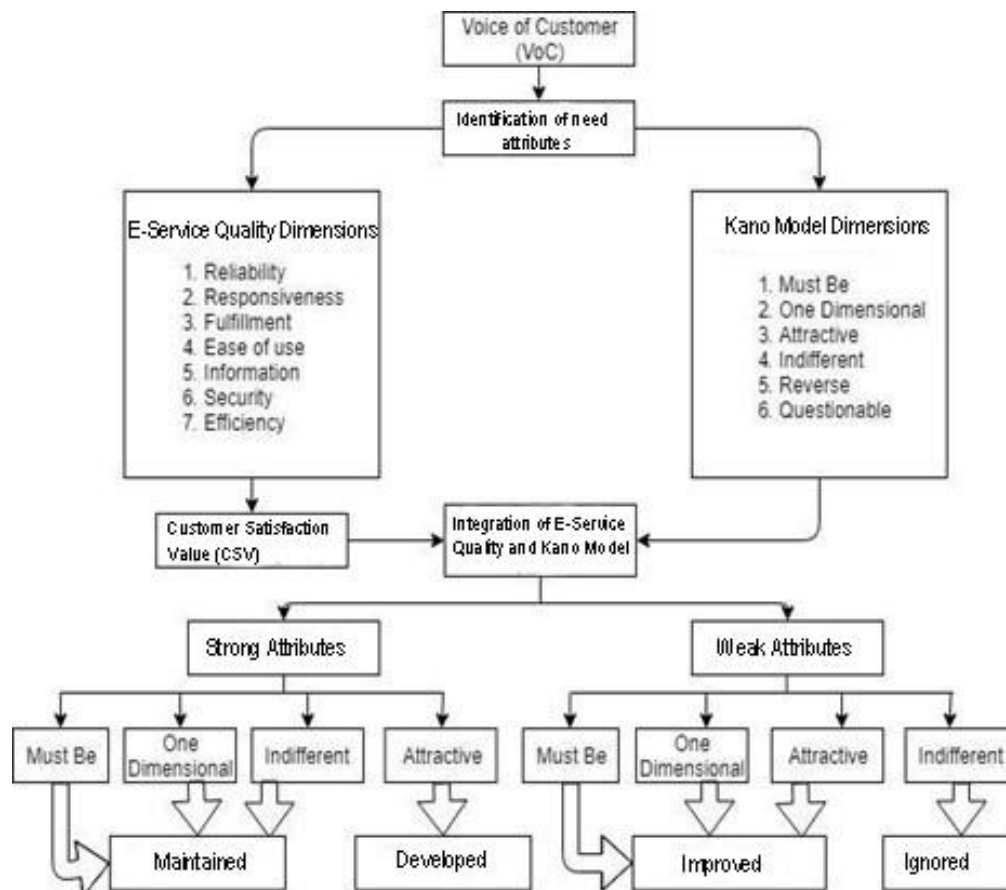 Voice of Customer
(VoC)
Identification of need
attributes
E-Service Quality Dimensions
1. Reliability
2. Responsiveness
3. Fulfillment
4. Ease of use
5. Information
6. Security
7. Efficiency
Kano Model Dimensions
1. Must Be
2. One Dimensional
3. Attractive
4. Indifferent
5. Reverse
6. Questionable
Customer Satisfaction
Value (CSV)
Integration of E-Service
Quality and Kano Model
Strong Attributes
Weak Attributes
Must Be
One
Dimensional
Indifferent
Attractive
Must Be
One
Dimensional
Attractive
Indifferent
Maintained
Developed
Improved
Ignored